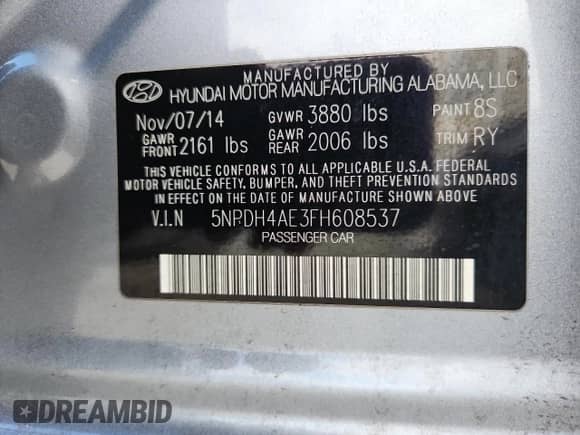 MANUFACTURED BY
HYUNDAI MOTOR MANUFACTURING ALABAMA, LLC
Nov/07/14 GVWR 3880 lbs PAINT 8S
GAWR FRONT 2161 lbs GAWR REAR 2006 lbs TRIM RY
THIS VEHICLE CONFORMS TO ALL APPLICABLE U.S.A. FEDERAL
MOTOR VEHICLE SAFETY, BUMPER, AND THEFT PREVENTION STANDARDS
IN EFFECT ON THE DATE OF MANUFACTURE SHOWN ABOVE
V.I.N 5NPDH4AE3FH608537
PASSENGER CAR
DREAMBID